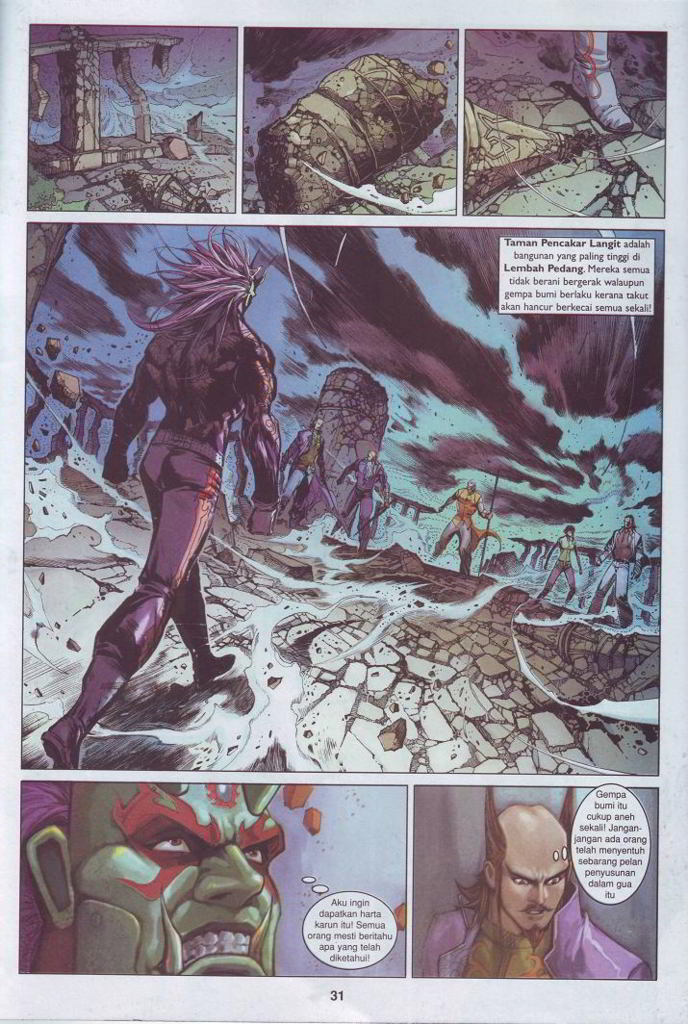 Taman Pencakar Langit adalah
bangunan yang paling tinggi di
Lembah Pedang. Mereka semua
tidak berani bergerak walaupun
gempa bumi berlaku kerana takut
akan hancur berkecai semua sekali!
Aku ingin
dapatkan harta
karun itu! Semua
orang mesti beritahu
apa yang telah
diketahui!
Gempa
bumi itu
cukup aneh
sekali! Jangan-
jangan ada orang
telah menyentuh
sebarang pelan
penyusunan
dalam gua
itu
31